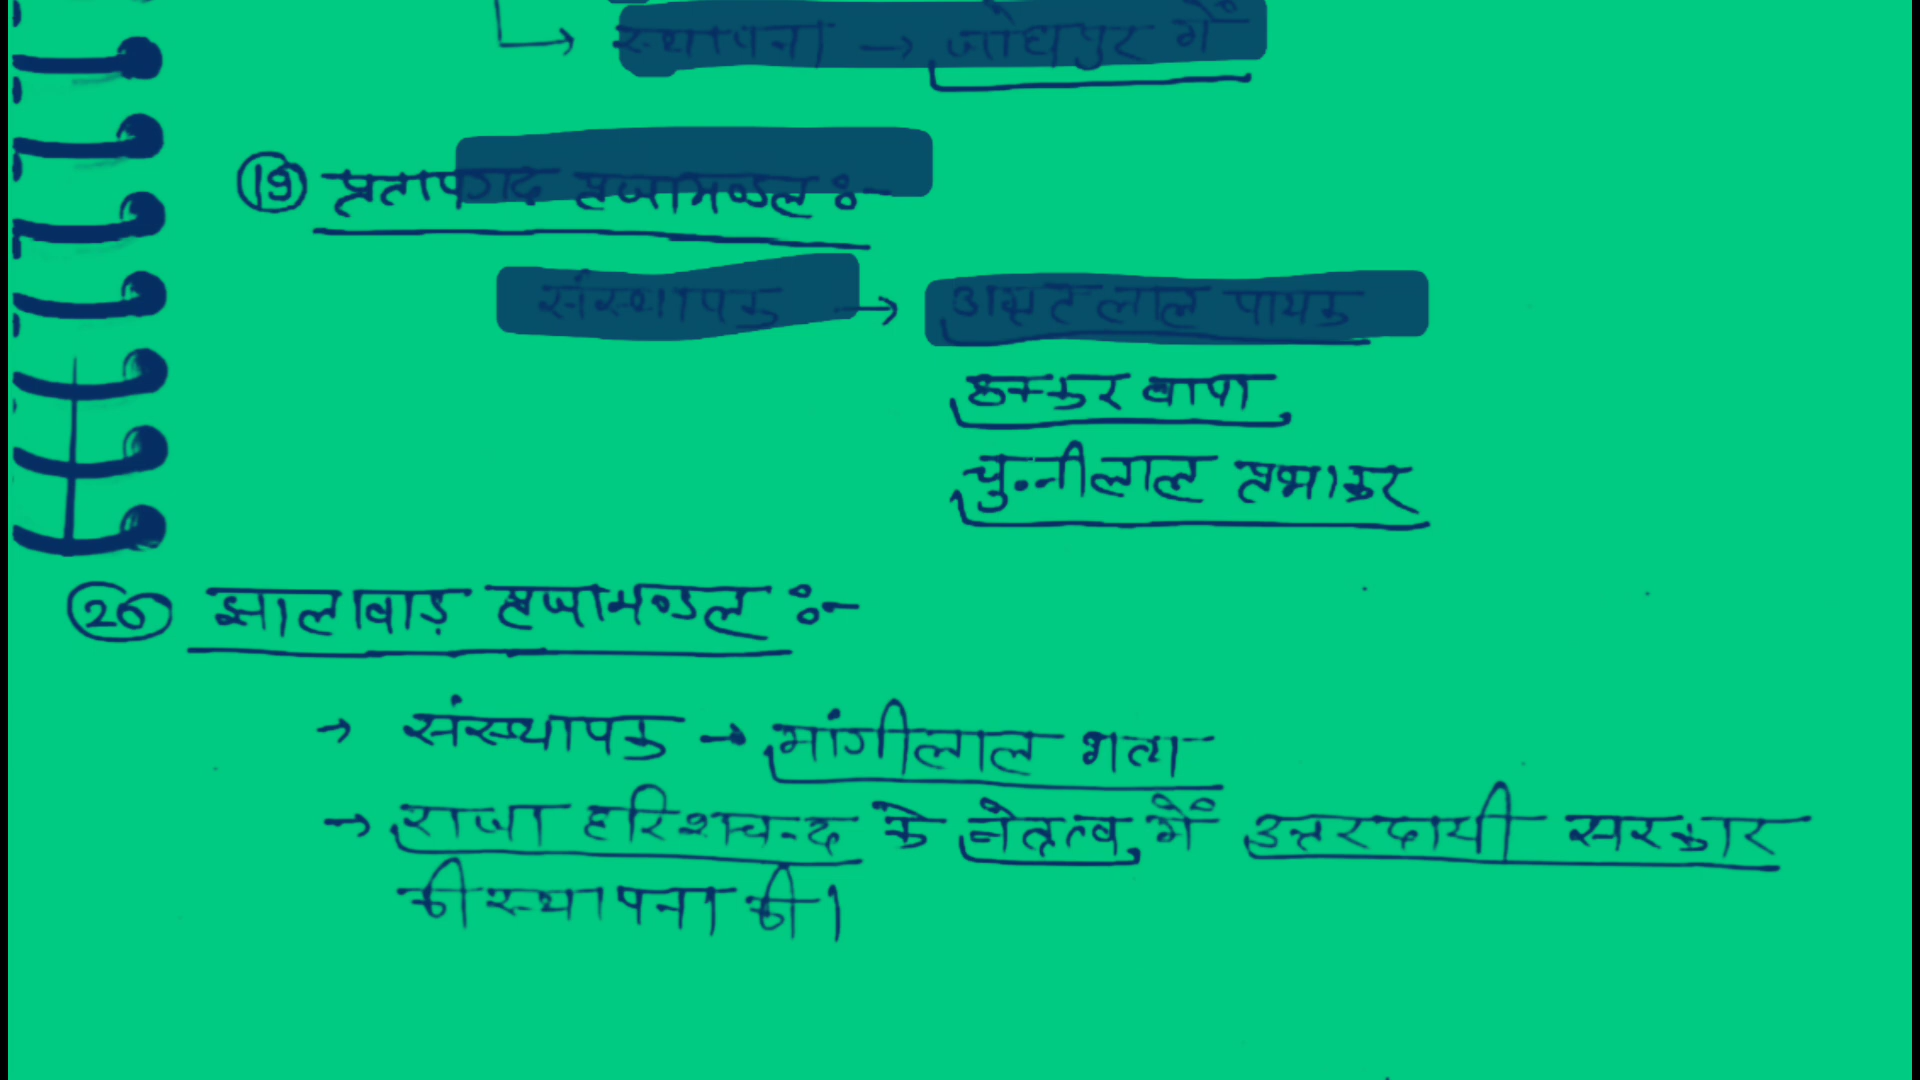 → स्थापना → जोधपुर में
19 प्रतापगढ प्रजामण्डल :-
संस्थापक → अमृतलाल पायक
ठक्कर बापा
चुन्नीलाल प्रभाकर
20 झालावाड़ प्रजामण्डल :-
→ संस्थापक → मांगीलाल भव्य
→ राजा हरिशचन्द्र के नेतृत्व में उत्तरदायी सरकार
की स्थापना की।